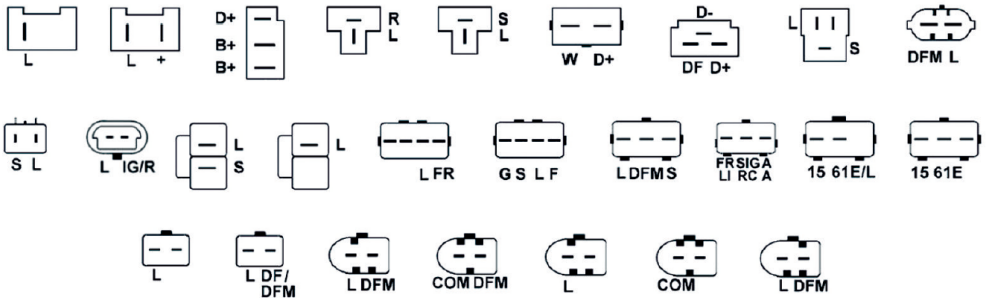 L
L +
D+
B+
B+
R
L
S
L
W D+
D-
DF D+
L
S
DFM L
S L
L IG/R
L
S
L
L FR
G S L F
L DFM S
FR SIG A
LI RC A
15 61E/L
15 61E
L
L DF/
DFM
L DFM
COM DFM
L
COM
L DFM